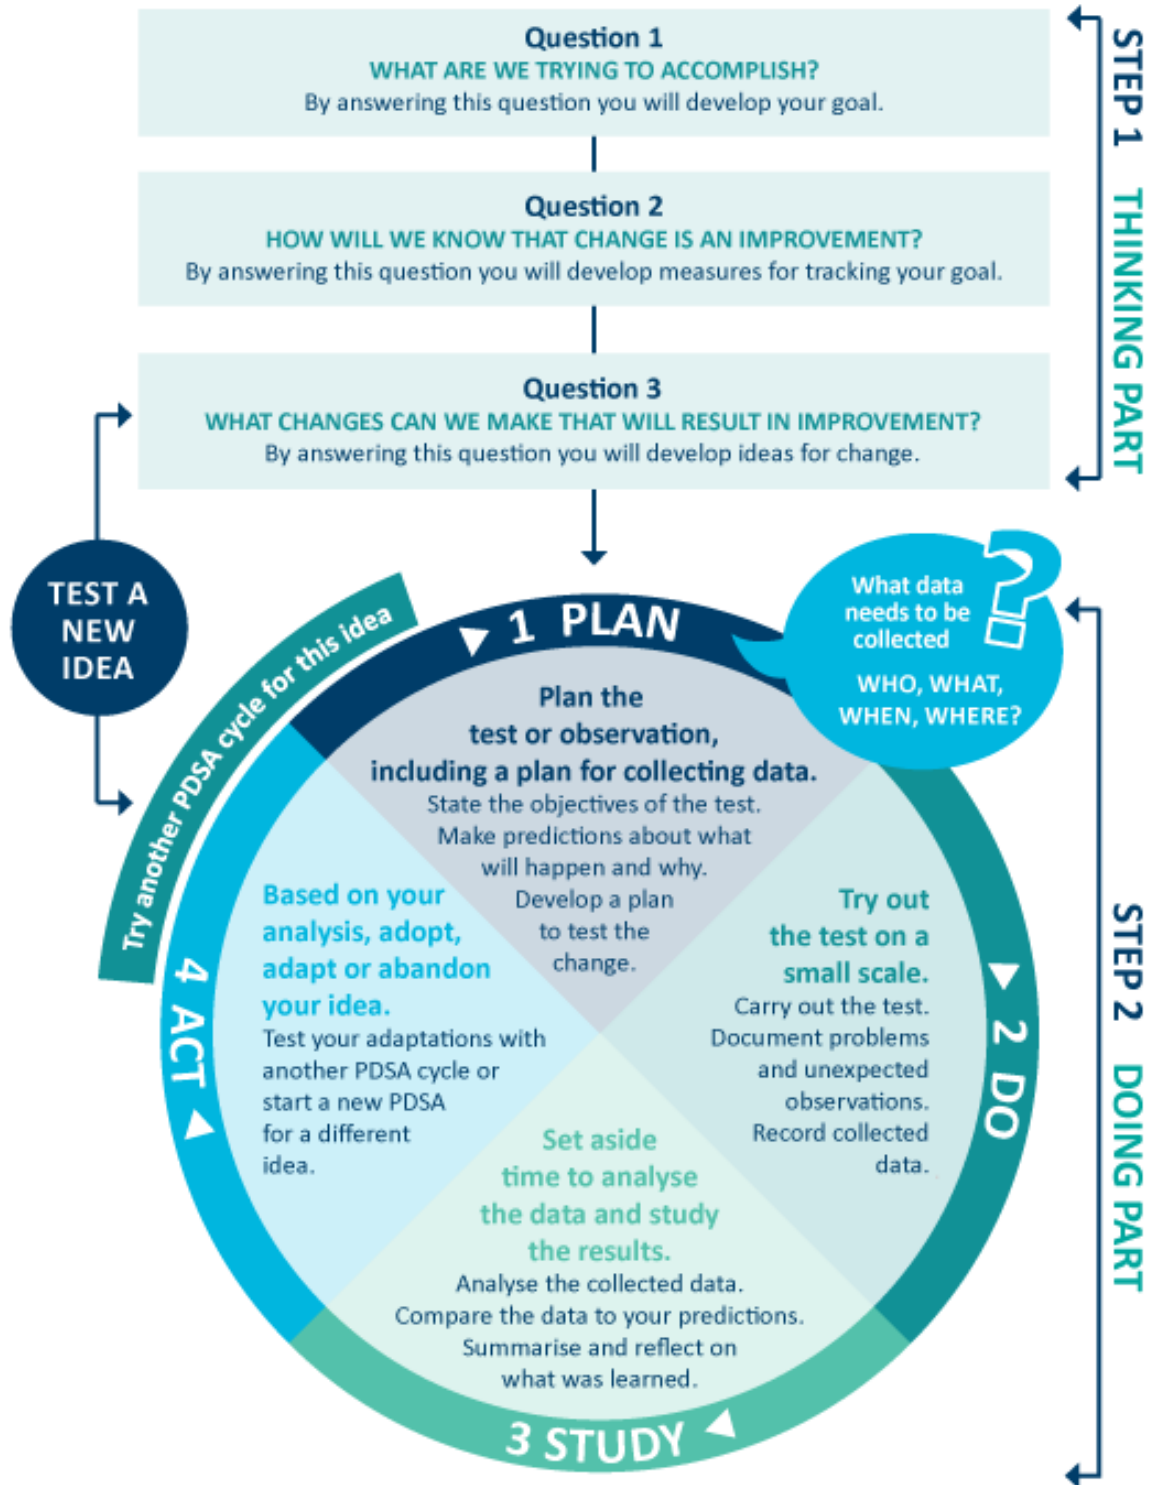 Question 1
WHAT ARE WE TRYING TO ACCOMPLISH?
By answering this question you will develop your goal.
Question 2
HOW WILL WE KNOW THAT CHANGE IS AN IMPROVEMENT?
By answering this question you will develop measures for tracking your goal.
Question 3
WHAT CHANGES CAN WE MAKE THAT WILL RESULT IN IMPROVEMENT?
By answering this question you will develop ideas for change.
STEP 1 THINKING PART
TEST A
NEW
IDEA
Try another PDSA cycle for this idea
1 PLAN
What data
needs to be
collected
?
WHO, WHAT,
WHEN, WHERE?
Plan the
test or observation,
including a plan for collecting data.
State the objectives of the test.
Make predictions about what
will happen and why.
Develop a plan
to test the
change.
2 DO
Try out
the test on a
small scale.
Carry out the test.
Document problems
and unexpected
observations.
Record collected
data.
3 STUDY
Set aside
time to analyse
the data and study
the results.
Analyse the collected data.
Compare the data to your predictions.
Summarise and reflect on
what was learned.
4 ACT
Based on your
analysis, adopt,
adapt or abandon
your idea.
Test your adaptations with
another PDSA cycle or
start a new PDSA
for a different
idea.
STEP 2 DOING PART